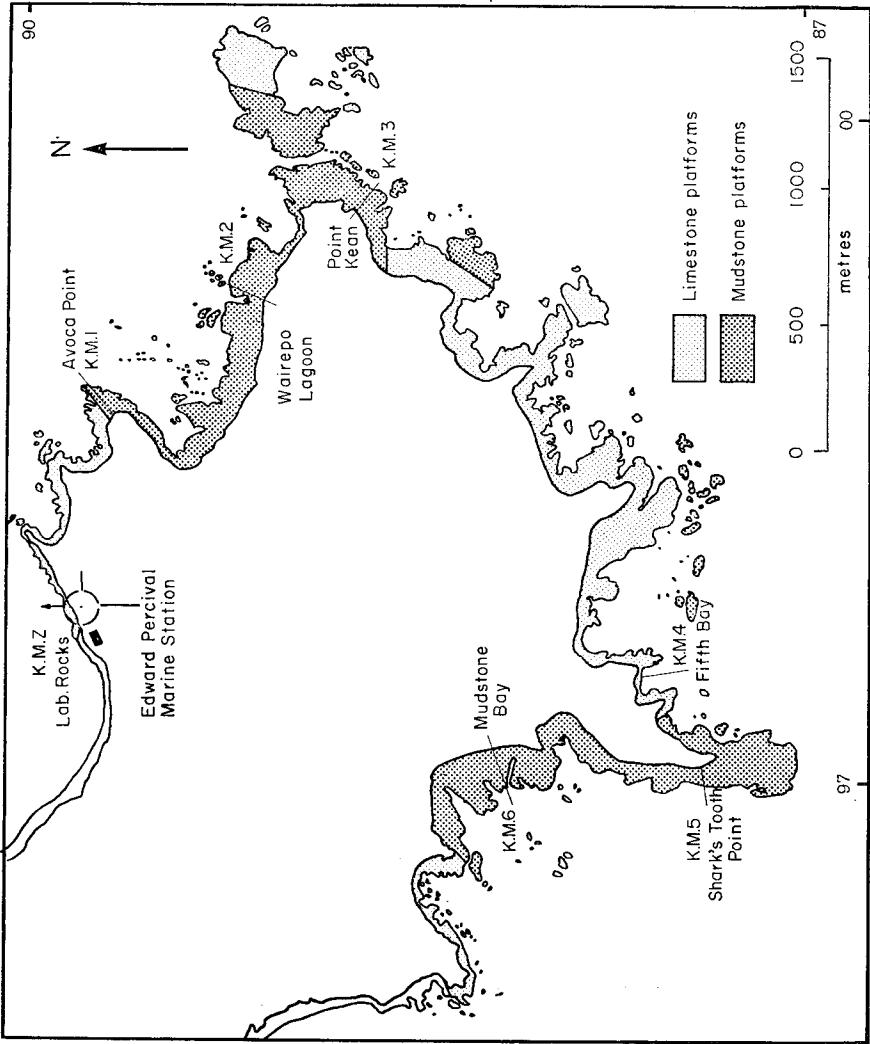 90
87
N
Avoca Point
K.M.1
K.M.2
K.M.3
Point
Kean
Wairepo
Lagoon
K.M.Z
Lab. Rocks
Edward Percival
Marine Station
Mudstone
Bay
K.M.6
K.M.4
Fifth Bay
K.M.5
Shark's Tooth
Point
Limestone platforms
Mudstone platforms
0
500
1000
1500
metres
97
00